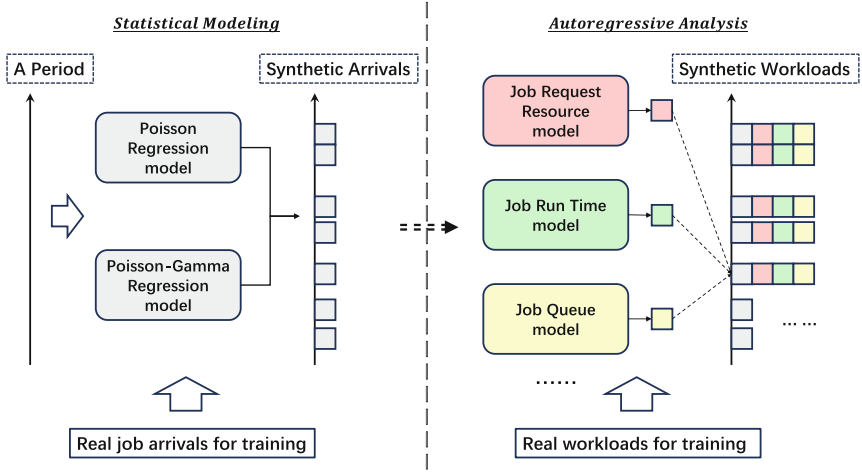 Statistical Modeling
A Period
Synthetic Arrivals
Poisson
Regression
model
Poisson-Gamma
Regression
model
Real job arrivals for training
Autoregressive Analysis
Synthetic Workloads
Job Request
Resource
model
Job Run Time
model
Job Queue
model
......
... ...
Real workloads for training